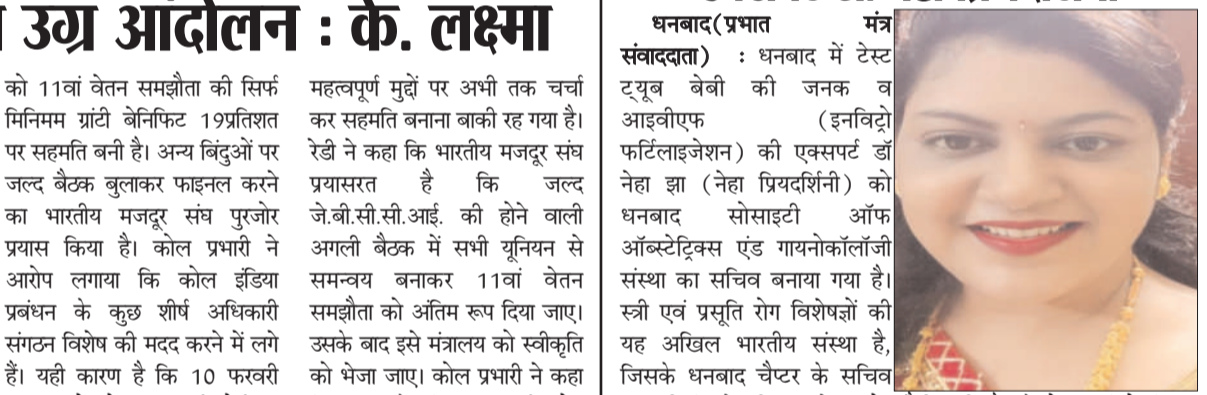 उग्र आंदोलन : के. लक्ष्मा
को 11वां वेतन समझौता की सिर्फ
मिनिमम ग्रांटी बेनिफिट 19प्रतिशत
पर सहमति बनी है। अन्य बिंदुओं पर
जल्द बैठक बुलाकर फाइनल करने
का भारतीय मजदूर संघ पुरजोर
प्रयास किया है। कोल प्रभारी ने
आरोप लगाया कि कोल इंडिया
प्रबंधन के कुछ शीर्ष अधिकारी
संगठन विशेष की मदद करने में लगे
हैं। यही कारण है कि 10 फरवरी
महत्वपूर्ण मुद्दों पर अभी तक चर्चा
कर सहमति बनाना बाकी रह गया है।
रेडी ने कहा कि भारतीय मजदूर संघ
प्रयासरत है कि जल्द
जे.बी.सी.सी.आई. की होने वाली
अगली बैठक में सभी यूनियन से
समन्वय बनाकर 11वां वेतन
समझौता को अंतिम रूप दिया जाए।
उसके बाद इसे मंत्रालय को स्वीकृति
को भेजा जाए। कोल प्रभारी ने कहा
धनबाद(प्रभात मंत्र
संवाददाता) : धनबाद में टेस्ट
ट्यूब बेबी की जनक व
आइवीएफ (इनविट्रो
फर्टिलाइजेशन) की एक्सपर्ट डॉ
नेहा झा (नेहा प्रियदर्शिनी) को
धनबाद सोसाइटी ऑफ
ऑब्स्टेट्रिक्स एंड गायनोकॉलॉजी
संस्था का सचिव बनाया गया है।
स्त्री एवं प्रसूति रोग विशेषज्ञों की
यह अखिल भारतीय संस्था है,
जिसके धनबाद चैप्टर के सचिव